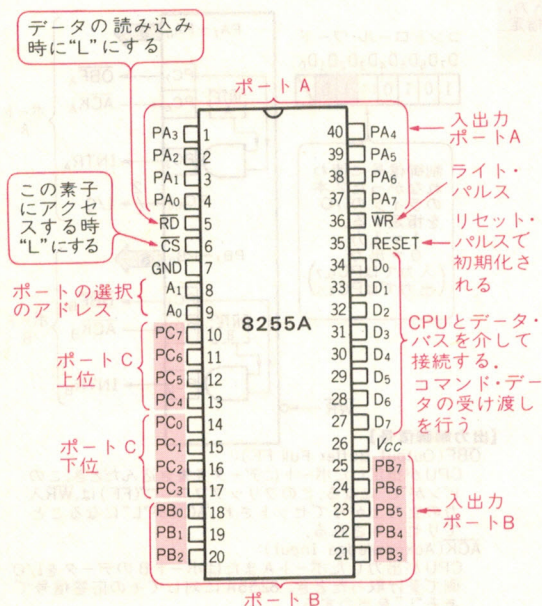 データの読み込み
時に“L”にする
ポートA
この素子
にアクセ
スする時
“L”にする
ポートの選択
のアドレス
ポートC
上位
ポートC
下位
PA3 1
PA2 2
PA1 3
PA0 4
RD 5
CS 6
GND 7
A1 8
A0 9
PC7 10
PC6 11
PC5 12
PC4 13
PC0 14
PC1 15
PC2 16
PC3 17
PB0 18
PB1 19
PB2 20
8255A
40 PA4
39 PA5
38 PA6
37 PA7
36 WR
35 RESET
34 D0
33 D1
32 D2
31 D3
30 D4
29 D5
28 D6
27 D7
26 Vcc
25 PB7
24 PB6
23 PB5
22 PB4
21 PB3
入出力
ポートA
ライト・
パルス
リセット・
パルスで
初期化さ
れる
CPUとデータ・
バスを介して
接続する.
コマンド・デー
タの受け渡し
を行う
入出力
ポートB
ポートB